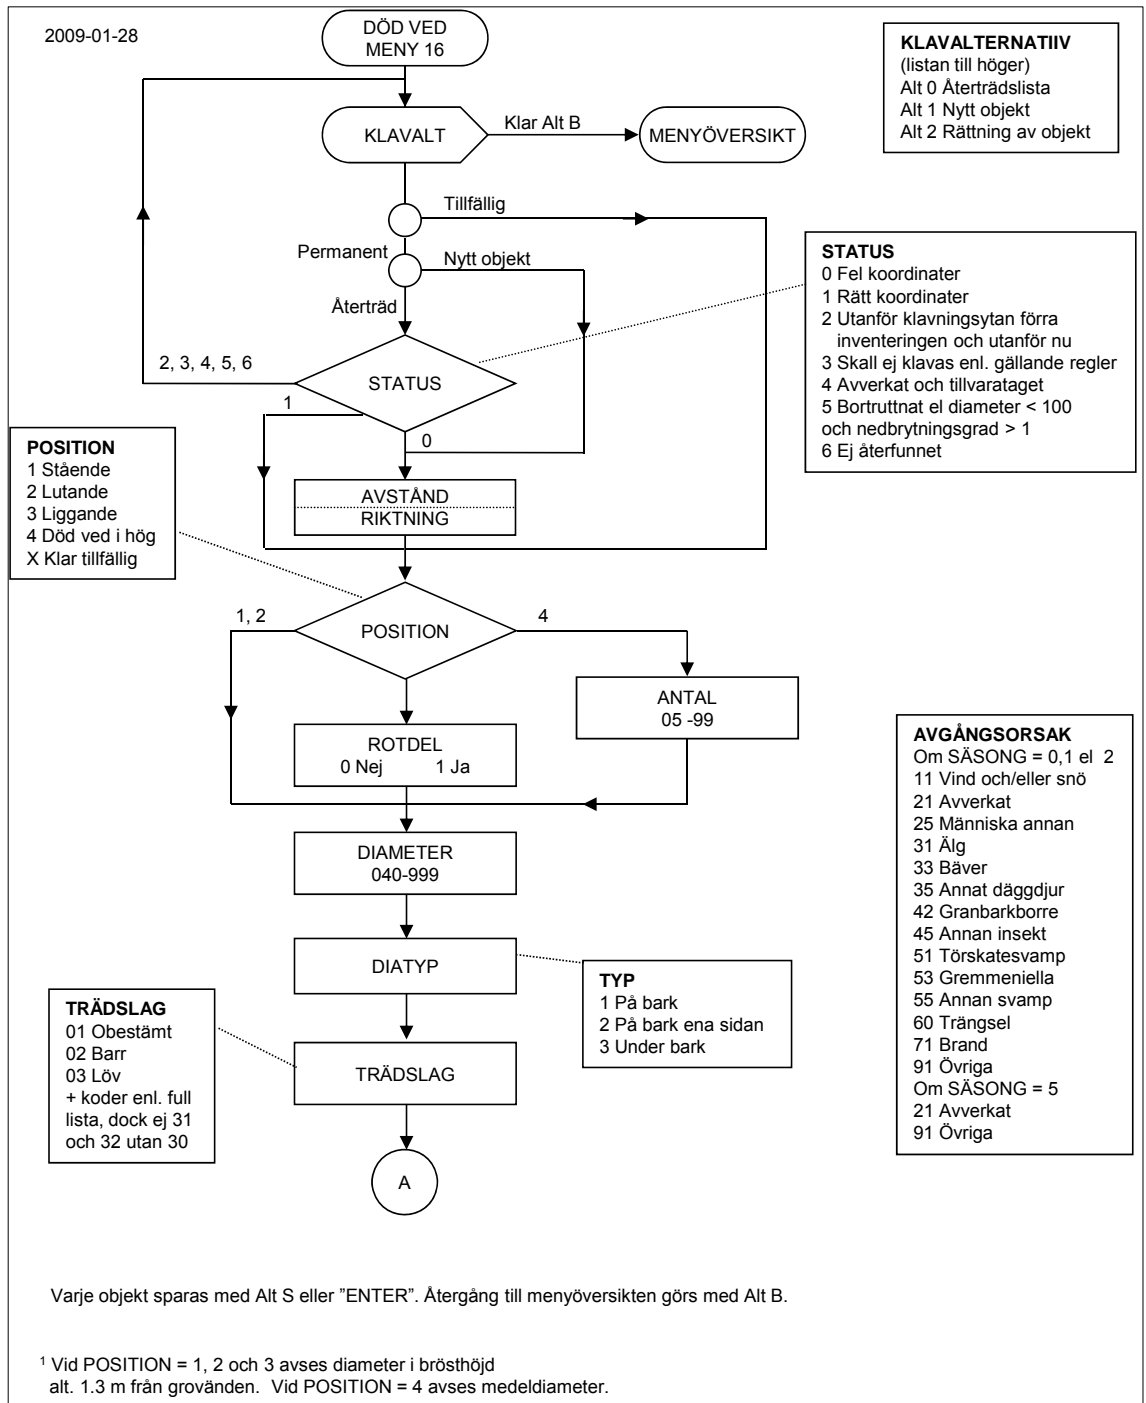 2009-01-28
DÖD VED
MENY 16
KLAVALTERNATIIV
(listan till höger)
Alt 0 Återträdslista
Alt 1 Nytt objekt
Alt 2 Rättning av objekt
KLAVALT
Klar Alt B
MENYÖVERSIKT
Tillfällig
Permanent
Nytt objekt
Återträd
STATUS
0 Fel koordinater
1 Rätt koordinater
2 Utanför klavningsytan förra
inventeringen och utanför nu
3 Skall ej klavas enl. gällande regler
4 Avverkat och tillvarataget
5 Bortruttnat el diameter < 100
och nedbrytningsgrad > 1
6 Ej återfunnet
2, 3, 4, 5, 6
STATUS
1
0
POSITION
1 Stående
2 Lutande
3 Liggande
4 Död ved i hög
X Klar tillfällig
AVSTÅND
RIKTNING
1, 2
POSITION
4
ANTAL
05 -99
ROTDEL
0 Nej 1 Ja
AVGÅNGSORSAK
Om SÄSONG = 0,1 el 2
11 Vind och/eller snö
21 Avverkat
25 Människa annan
31 Älg
33 Bäver
35 Annat däggdjur
42 Granbarkborre
45 Annan insekt
51 Törskatesvamp
53 Gremmeniella
55 Annan svamp
60 Trängsel
71 Brand
91 Övriga
Om SÄSONG = 5
21 Avverkat
91 Övriga
DIAMETER
040-999
DIATYP
TYP
1 På bark
2 På bark ena sidan
3 Under bark
TRÄDSLAG
01 Obestämt
02 Barr
03 Löv
+ koder enl. full
lista, dock ej 31
och 32 utan 30
TRÄDSLAG
A
Varje objekt sparas med Alt S eller ”ENTER”. Återgång till menyöversikten görs med Alt B.
¹ Vid POSITION = 1, 2 och 3 avses diameter i brösthöjd
alt. 1.3 m från grovänden. Vid POSITION = 4 avses medeldiameter.